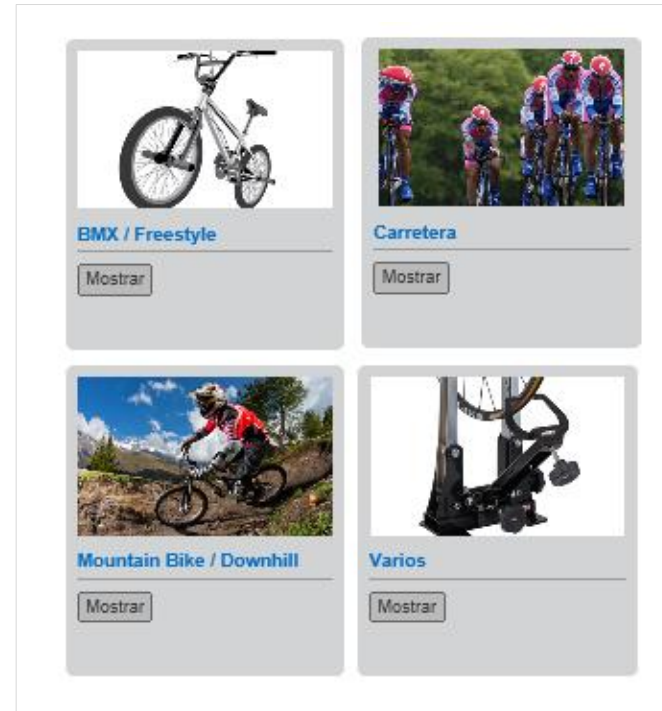 BMX / Freestyle
Mostrar
Carretera
Mostrar
Mountain Bike / Downhill
Mostrar
Varios
Mostrar